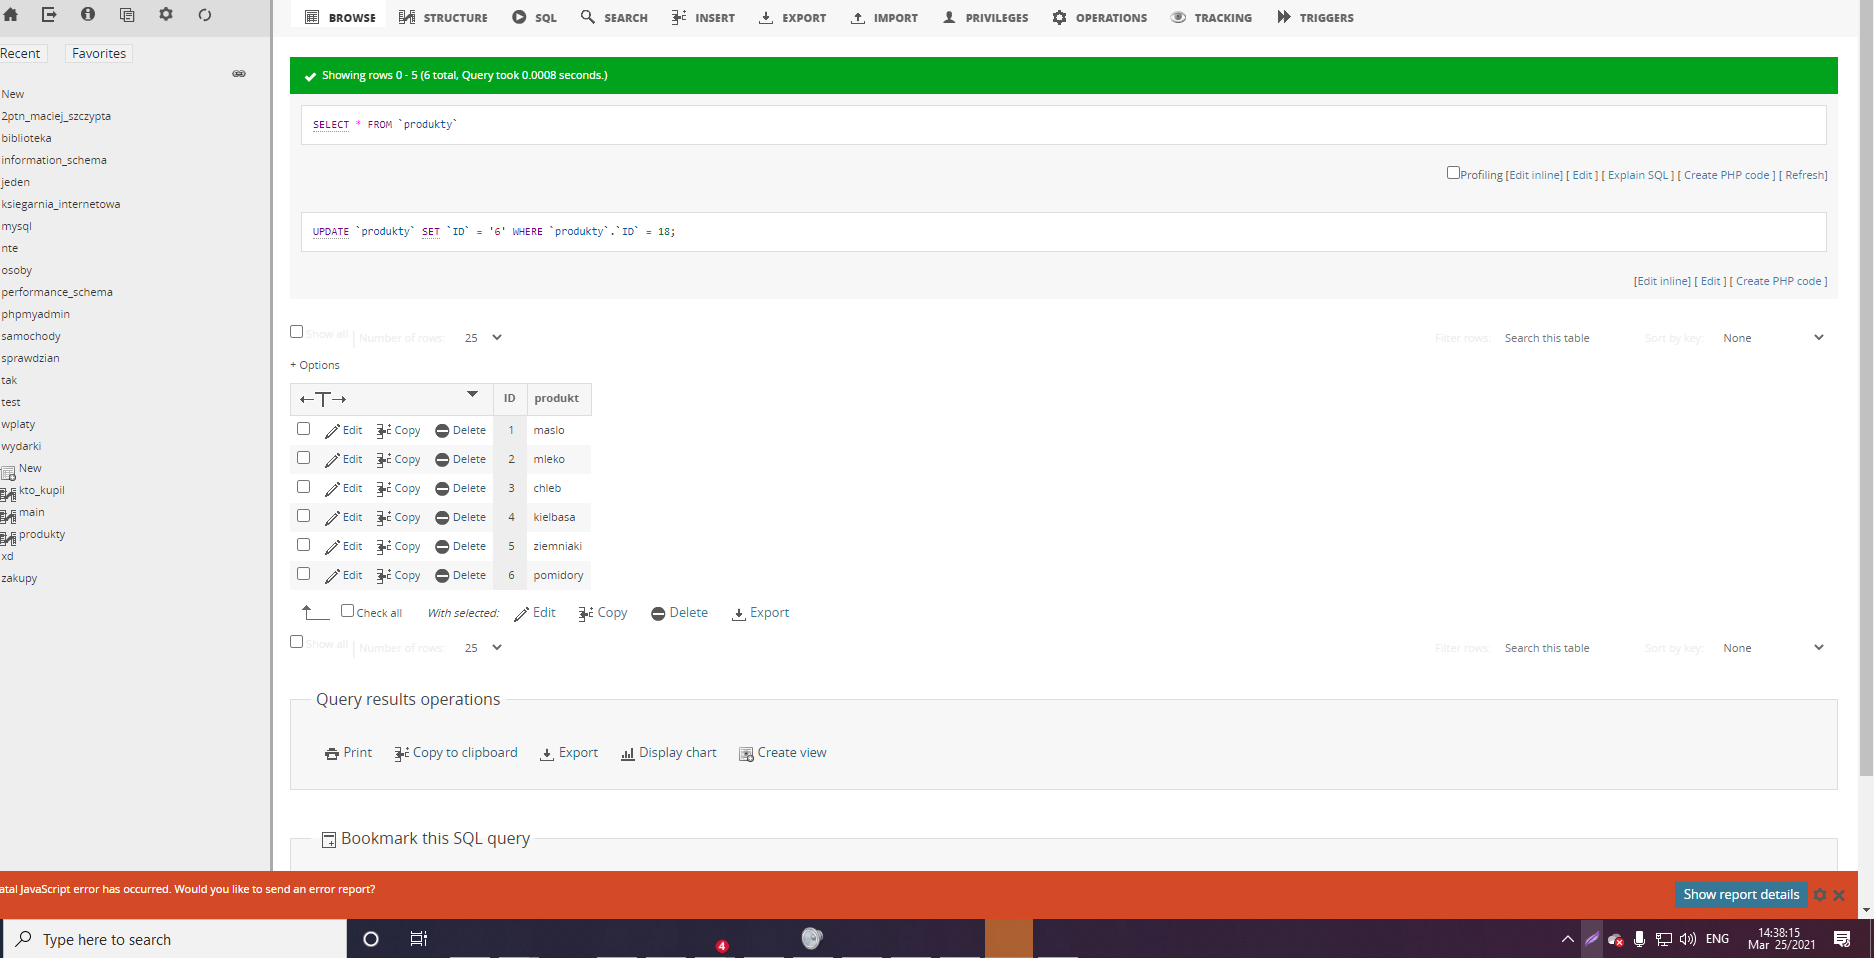 BROWSE STRUCTURE SQL SEARCH INSERT EXPORT IMPORT PRIVILEGES OPERATIONS TRACKING TRIGGERS
Recent Favorites
New
2ptn_maciej_szczypta
biblioteka
information_schema
jeden
ksiegarnia_internetowa
mysql
nte
osoby
performance_schema
phpmyadmin
samochody
sprawdzian
tak
test
wplaty
wydarki
New
kto_kupil
main
produkty
xd
zakupy
Showing rows 0 - 5 (6 total, Query took 0.0008 seconds.)
SELECT * FROM `produkty`
Profiling [Edit inline] [ Edit ] [ Explain SQL ] [ Create PHP code ] [ Refresh]
UPDATE `produkty` SET `ID` = '6' WHERE `produkty`.`ID` = 18;
[Edit inline] [ Edit ] [ Create PHP code ]
Show all | Number of rows: 25 Filter rows: Search this table Sort by key: None
+ Options
←T→ ID produkt
Edit Copy Delete 1 maslo
Edit Copy Delete 2 mleko
Edit Copy Delete 3 chleb
Edit Copy Delete 4 kielbasa
Edit Copy Delete 5 ziemniaki
Edit Copy Delete 6 pomidory
Check all With selected: Edit Copy Delete Export
Show all | Number of rows: 25 Filter rows: Search this table Sort by key: None
Query results operations
Print Copy to clipboard Export Display chart Create view
Bookmark this SQL query
atal JavaScript error has occurred. Would you like to send an error report?
Show report details
Type here to search
4
ENG
14:38:15
Mar 25/2021